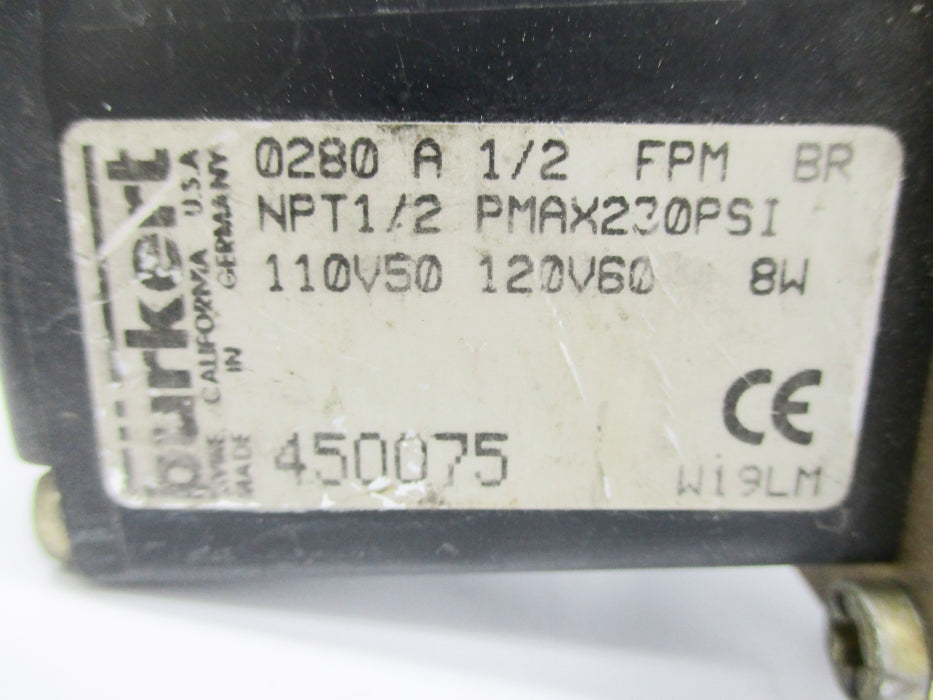 0280 A 1/2 FPM BR
NPT1/2 PMAX230PSI
110V50 120V60 8W
CE
450075
W19LM
burkert
CALIFORNIA U.S.A
MADE IN GERMANY